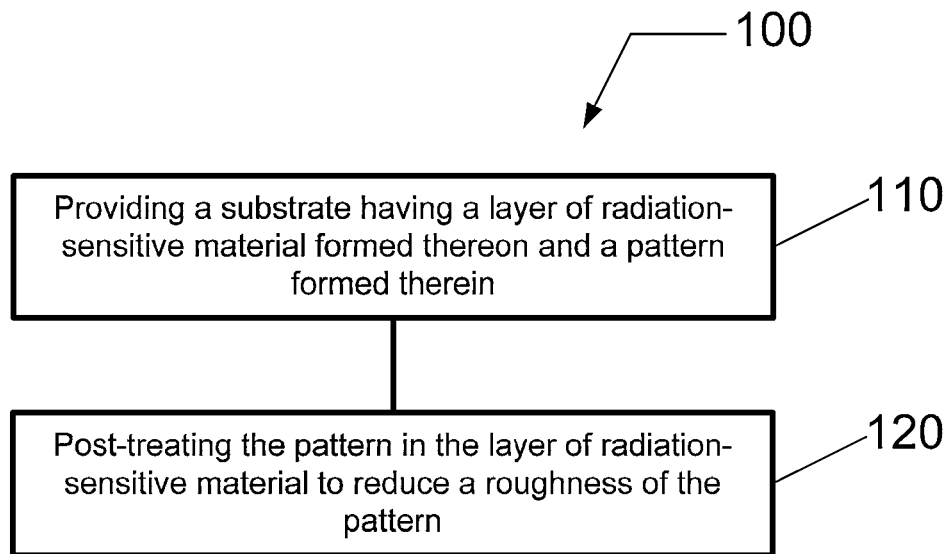 100
Providing a substrate having a layer of radiation-
sensitive material formed thereon and a pattern
formed therein
110
Post-treating the pattern in the layer of radiation-
sensitive material to reduce a roughness of the
pattern
120